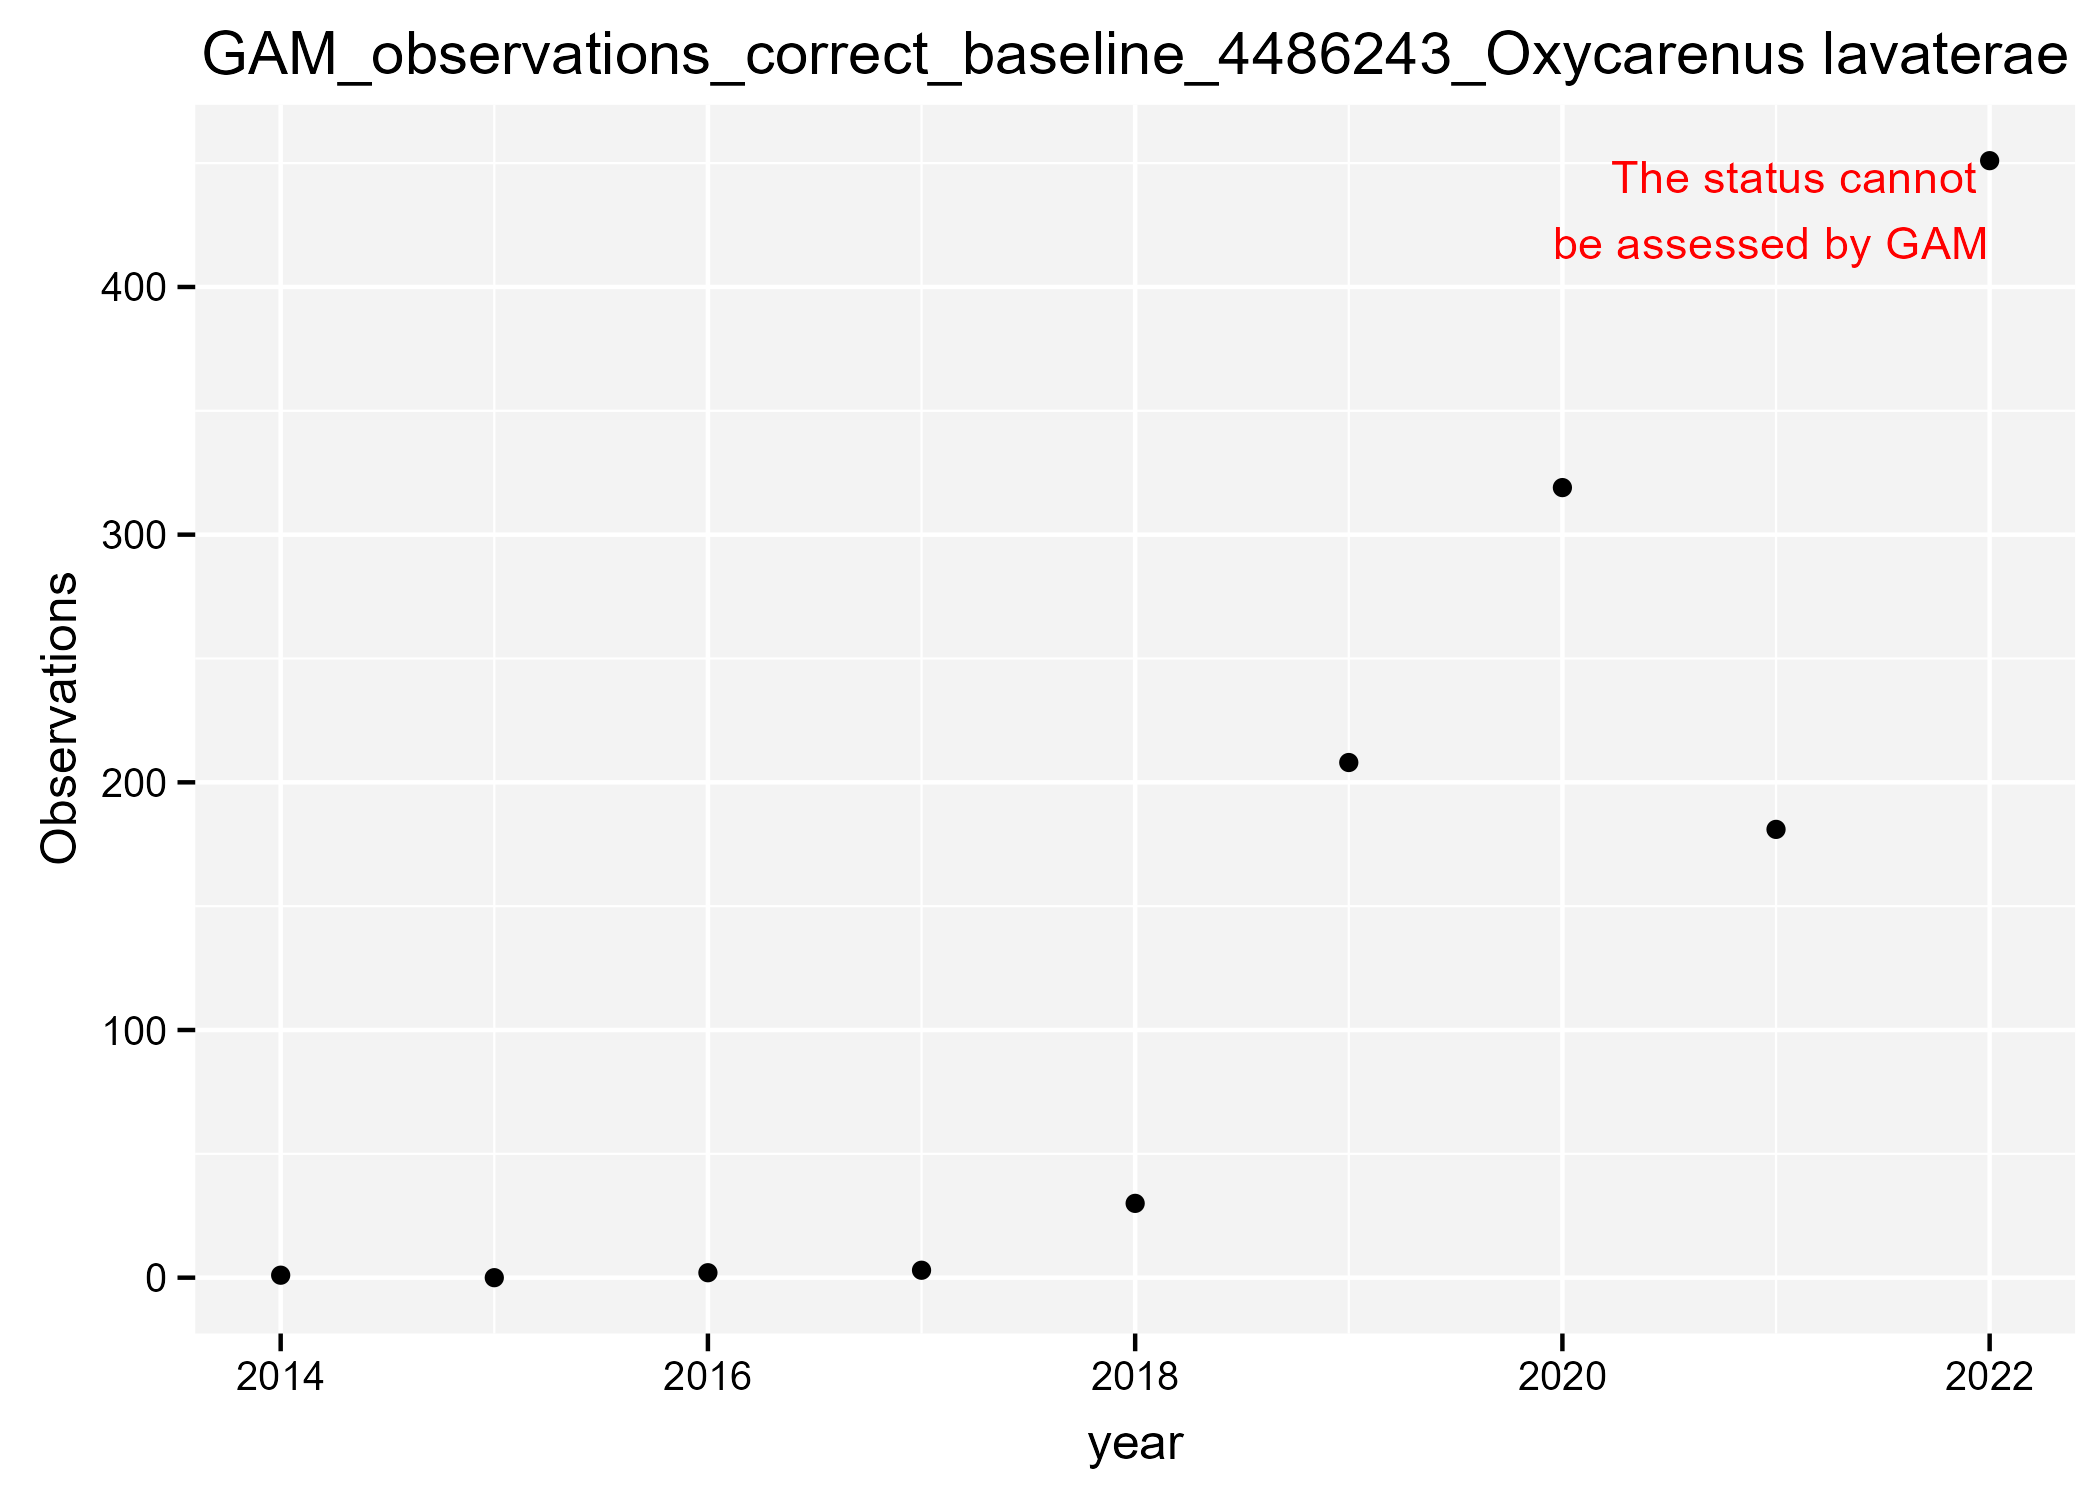 GAM_observations_correct_baseline_4486243_Oxycarenus lavaterae
The status cannot
be assessed by GAM
400
300
200
100
0
Observations
2014 2016 2018 2020 2022
year